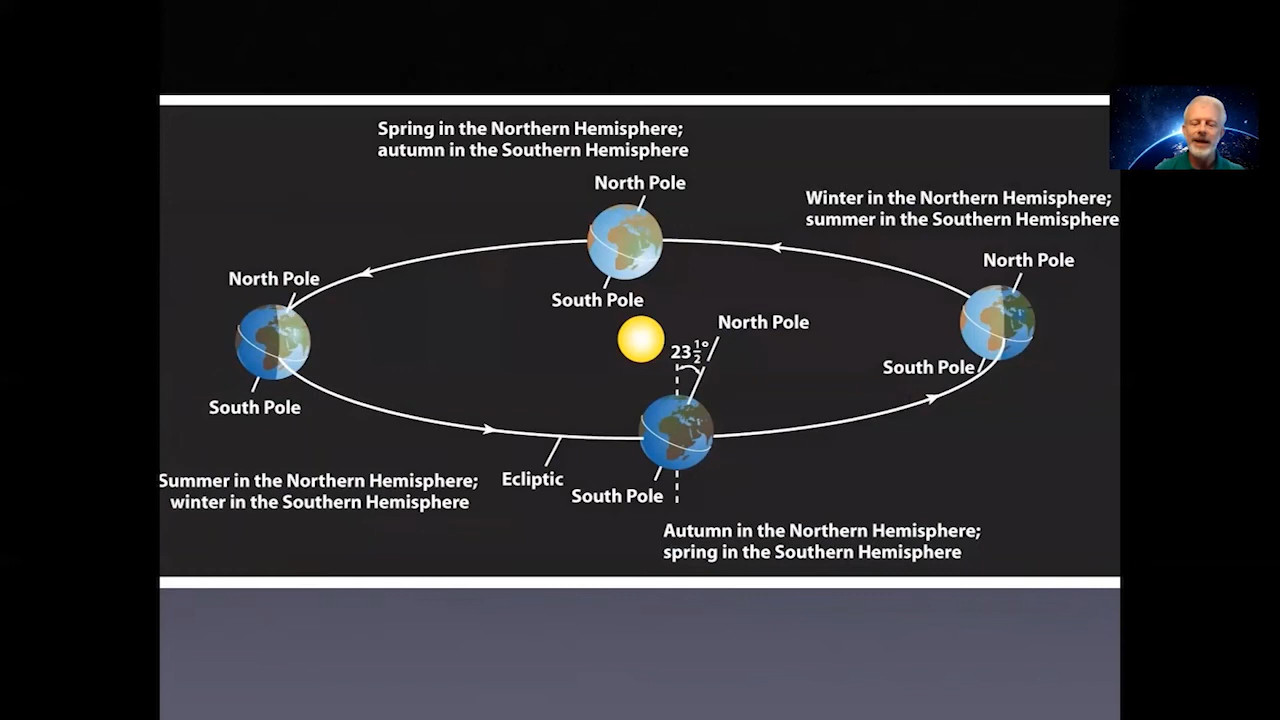 Spring in the Northern Hemisphere;
autumn in the Southern Hemisphere
North Pole
South Pole
Winter in the Northern Hemisphere;
summer in the Southern Hemisphere
North Pole
South Pole
North Pole
South Pole
Summer in the Northern Hemisphere;
winter in the Southern Hemisphere
North Pole
23 1/2°
Ecliptic
South Pole
Autumn in the Northern Hemisphere;
spring in the Southern Hemisphere